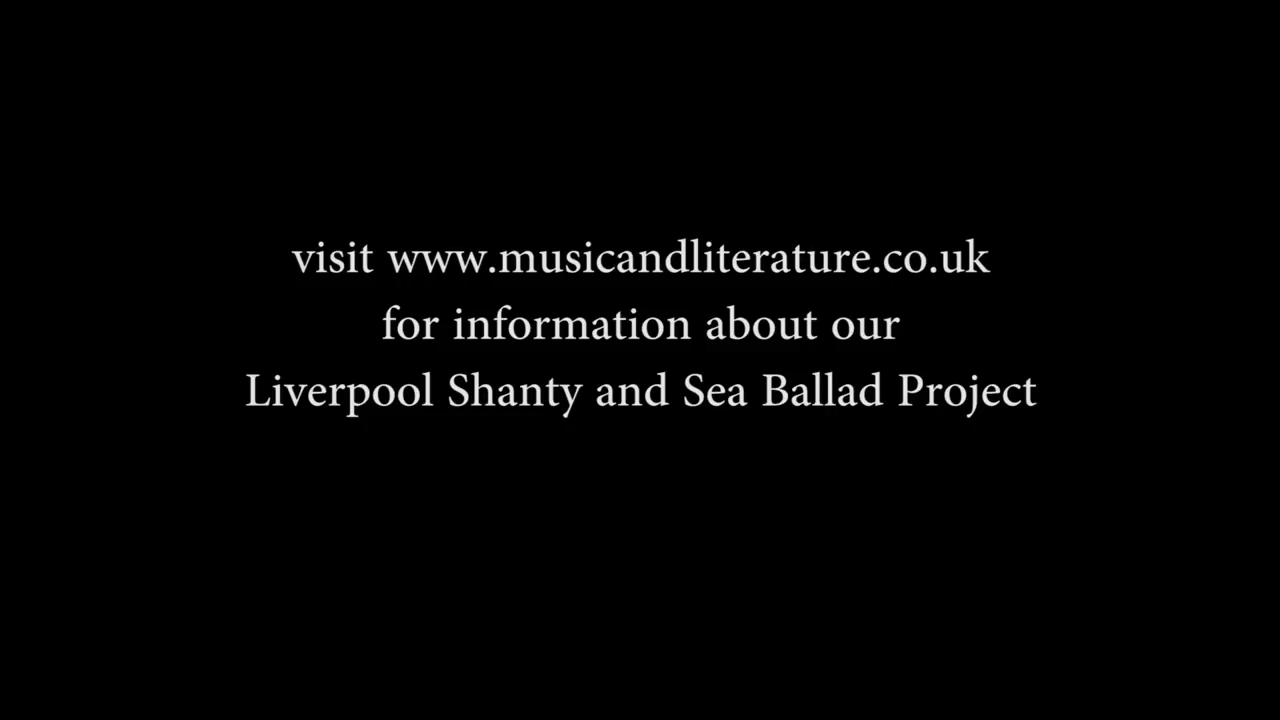 visit www.musicandliterature.co.uk
for information about our
Liverpool Shanty and Sea Ballad Project